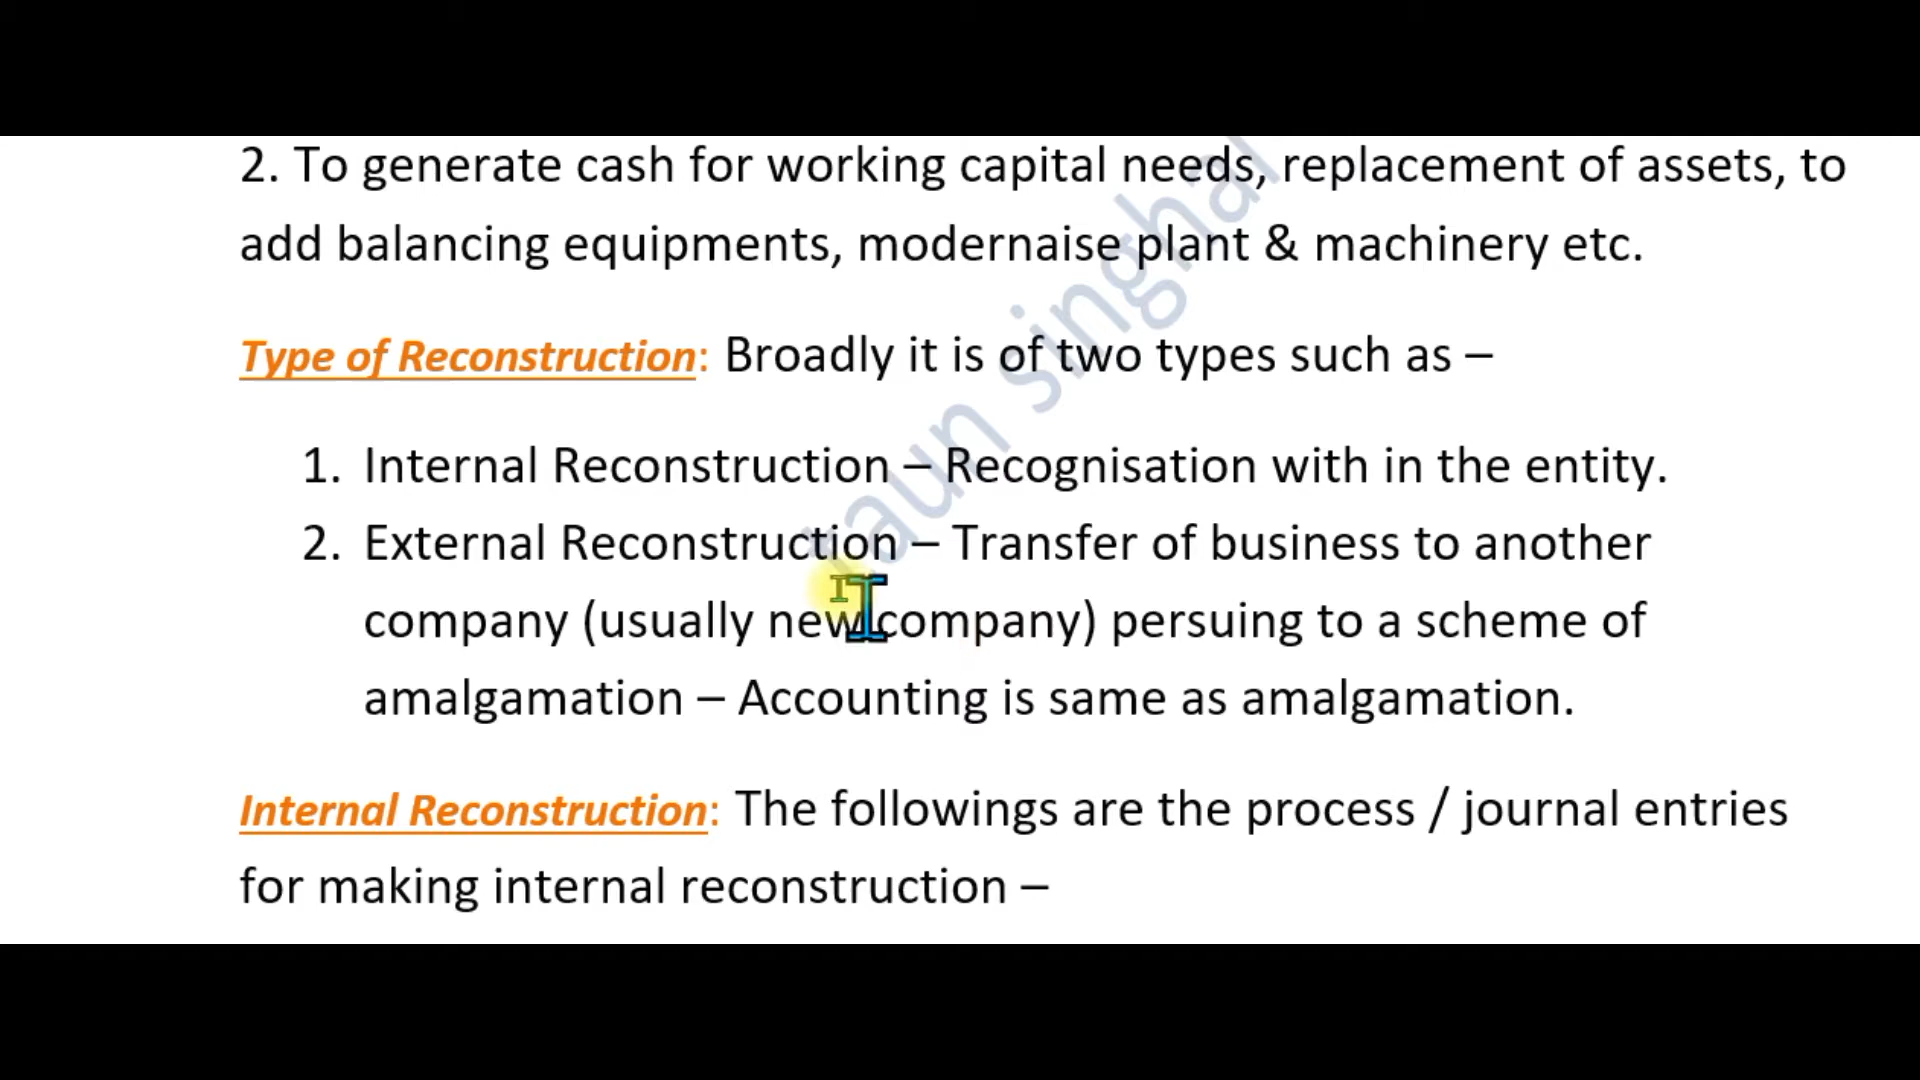 2. To generate cash for working capital needs, replacement of assets, to
add balancing equipments, modernaise plant & machinery etc.
Type of Reconstruction: Broadly it is of two types such as –
1. Internal Reconstruction – Recognisation with in the entity.
2. External Reconstruction – Transfer of business to another
company (usually new company) persuing to a scheme of
amalgamation – Accounting is same as amalgamation.
Internal Reconstruction: The followings are the process / journal entries
for making internal reconstruction –